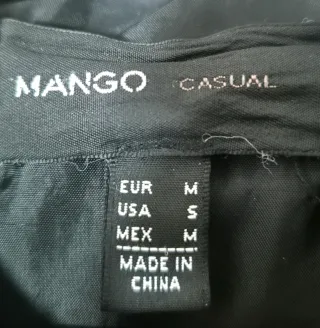 MANGO CASUAL
EUR M
USA S
MEX M
MADE IN
CHINA